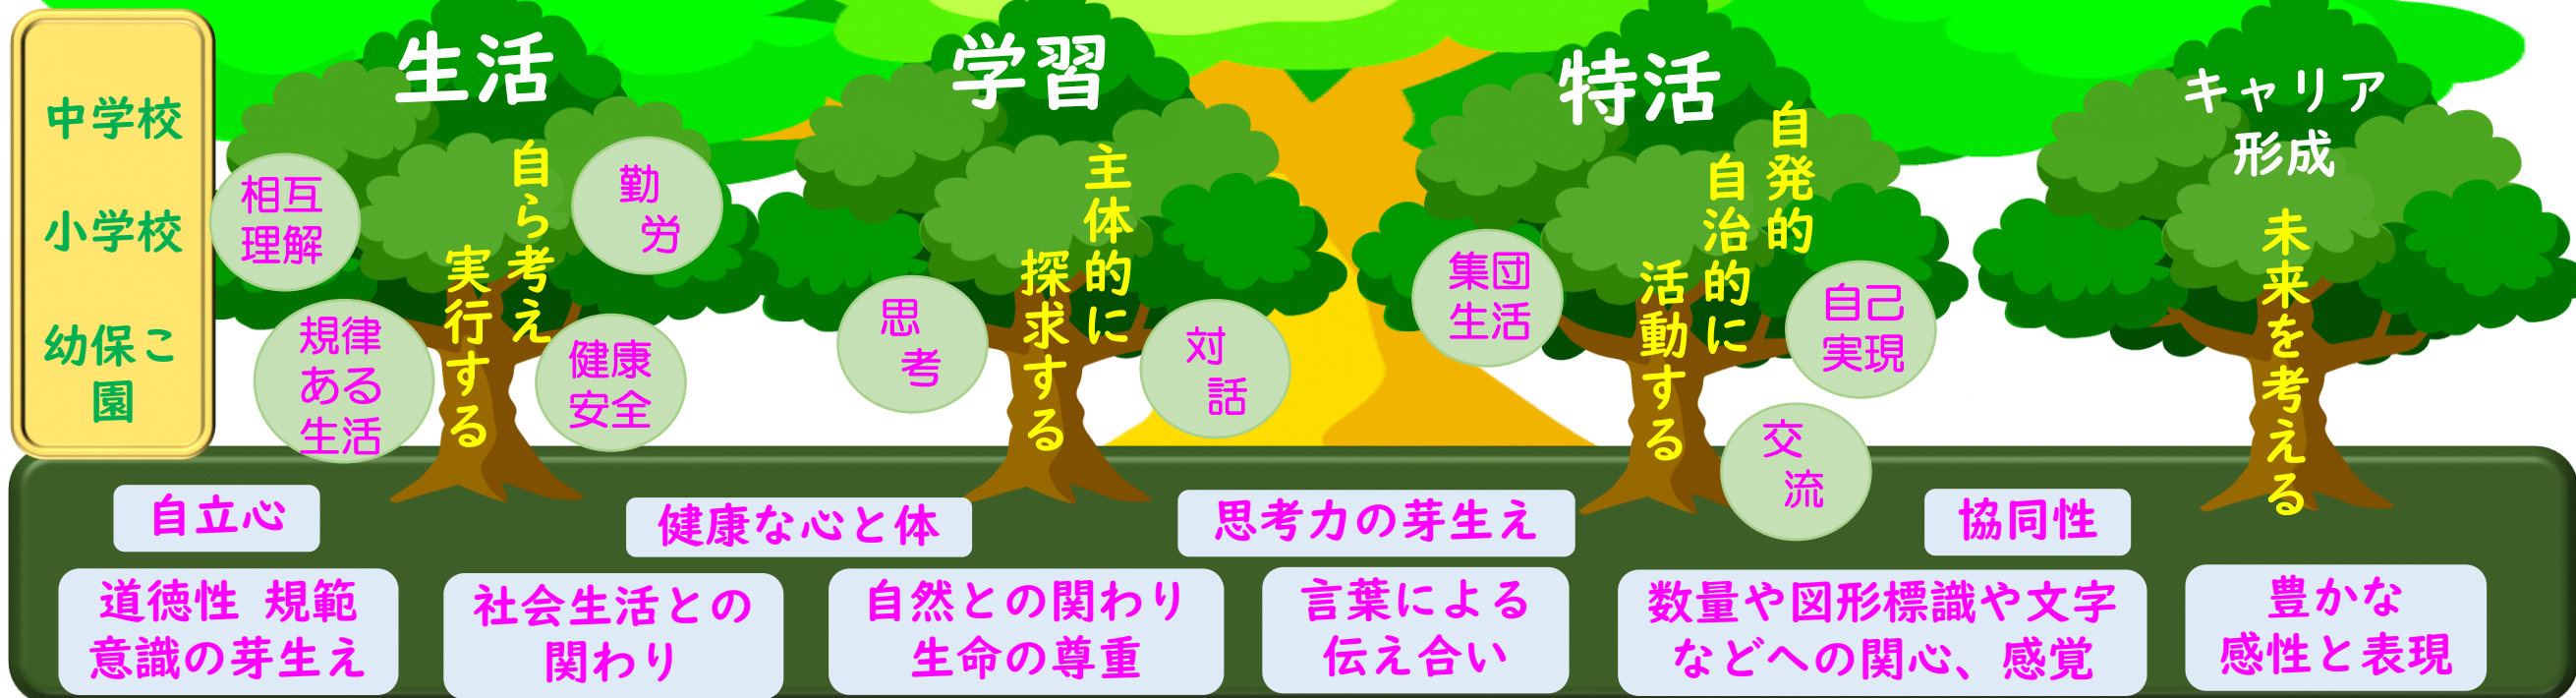 中学校
小学校
幼保こ
園
生活
自ら考え
実行する
相互
理解
勤
労
規律
ある
生活
健康
安全
学習
主体的に
探求する
思
考
対
話
特活
自発的
自治的に
活動する
集団
生活
自己
実現
交
流
キャリア
形成
未来を考える
自立心
健康な心と体
思考力の芽生え
協同性
道徳性 規範
意識の芽生え
社会生活との
関わり
自然との関わり
生命の尊重
言葉による
伝え合い
数量や図形標識や文字
などへの関心、感覚
豊かな
感性と表現